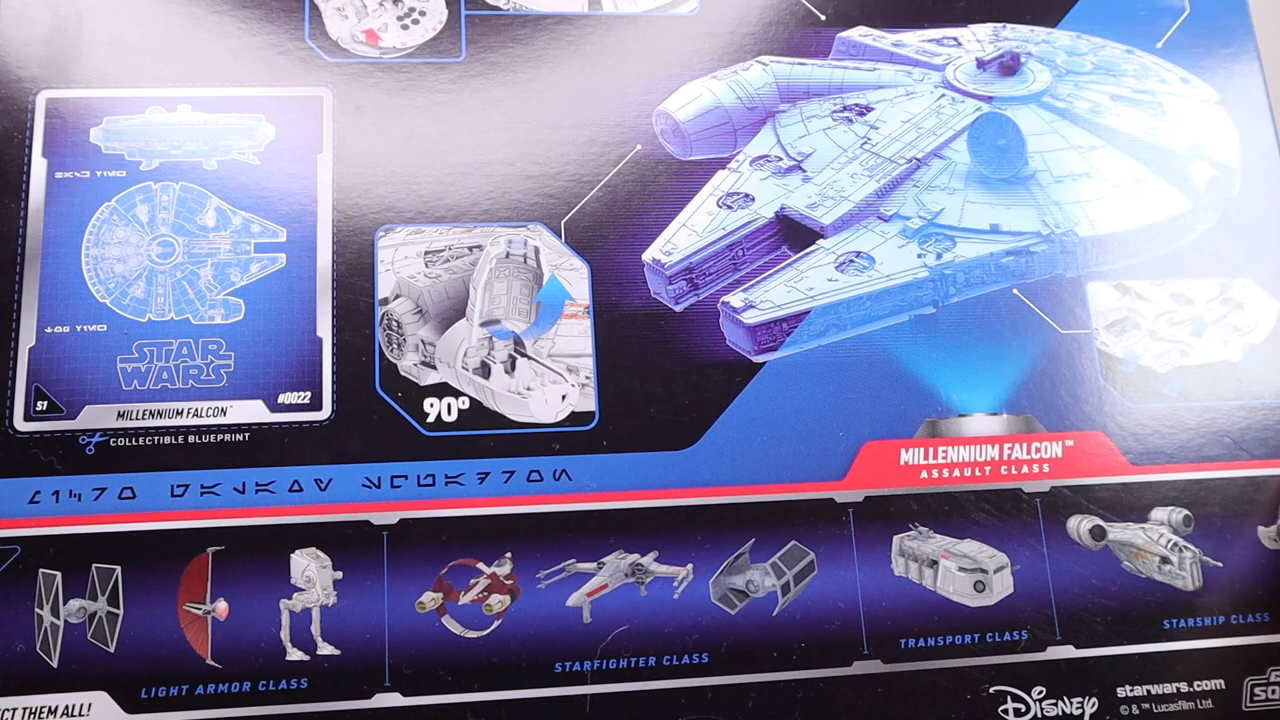 STAR
WARS
S1
MILLENNIUM FALCON™
#0022
COLLECTIBLE BLUEPRINT
90°
MILLENNIUM FALCON™
ASSAULT CLASS
LIGHT ARMOR CLASS
STARFIGHTER CLASS
TRANSPORT CLASS
STARSHIP CLASS
CT THEM ALL!
Disney
starwars.com
© & ™ Lucasfilm Ltd.